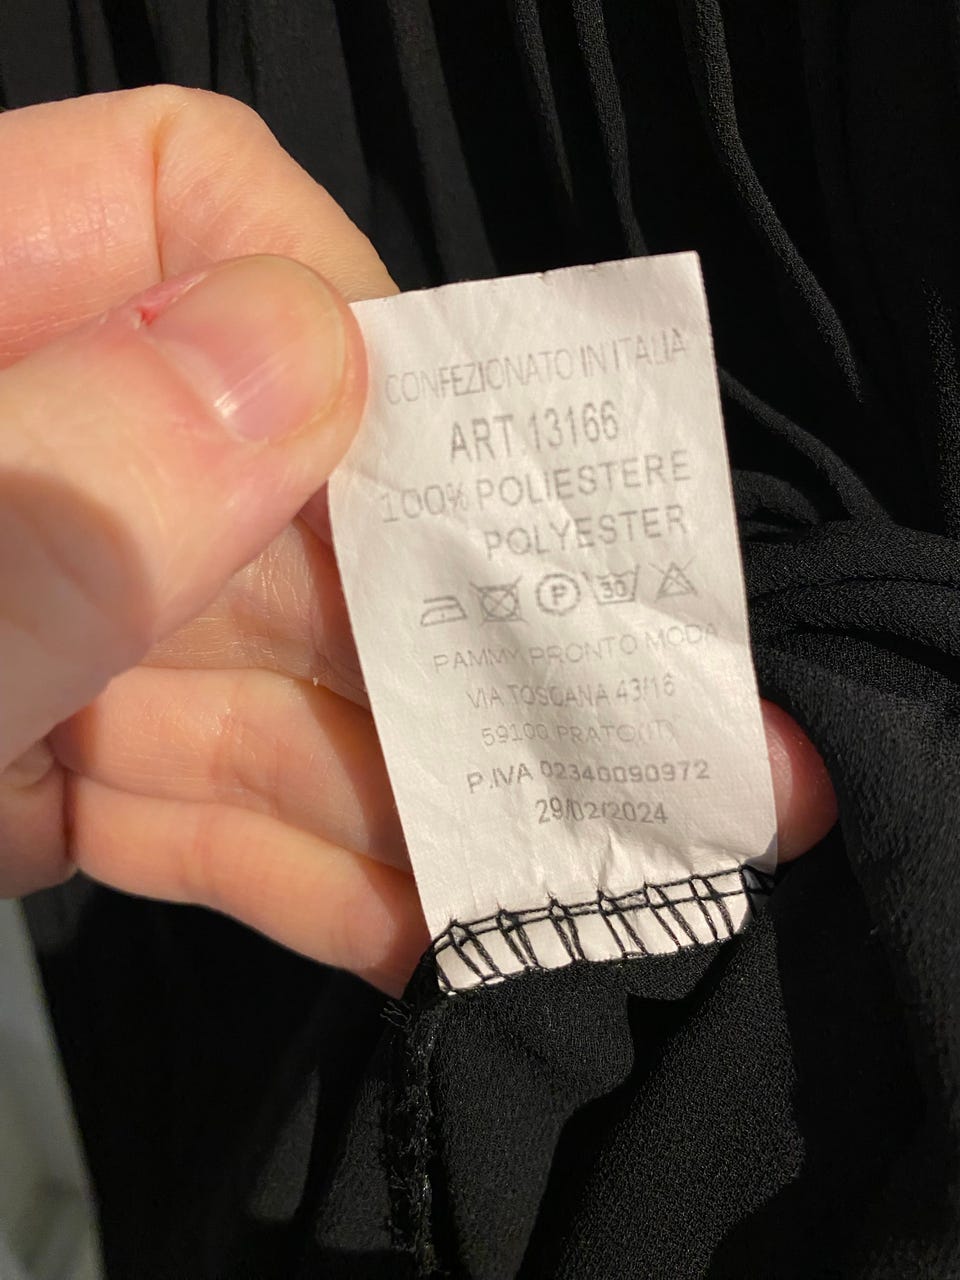 CONFEZIONATO IN ITALIA
ART.13166
100% POLIESTERE
POLYESTER
P 30
PAMMY PRONTO MODA
VIA TOSCANA 43/16
59100 PRATO(IT)
P.IVA 02340090972
29/02/2024